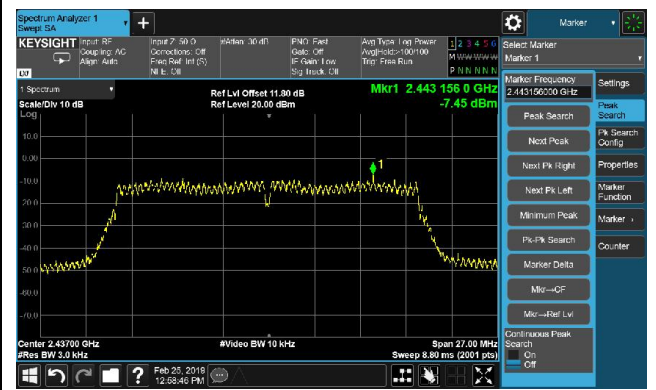 Spectrum Analyzer 1
Swept SA
Marker
KEYSIGHT
Input: RF
Coupling: AC
Align: Auto
Input Z: 50 Ω
Corrections: Off
Freq Ref: Int (S)
NFE: Off
#Atten: 30 dB
PNO: Fast
Gate: Off
IF Gain: Low
Sig Track: Off
Avg Type: Log Power
Avg|Hold:>100/100
Trig: Free Run
1 2 3 4 5 6
M W W W W W
P N N N N N
Select Marker
Marker 1
1 Spectrum
Scale/Div 10 dB
Log
Ref Lvl Offset 11.80 dB
Ref Level 20.00 dBm
Mkr1 2.443 156 0 GHz
-7.45 dBm
10.0
0.00
-10.0
-20.0
-30.0
-40.0
-50.0
-60.0
-70.0
1
Center 2.43700 GHz
#Res BW 3.0 kHz
#Video BW 10 kHz
Span 27.00 MHz
Sweep 8.80 ms (2001 pts)
Marker Frequency
2.443156000 GHz
Peak Search
Next Peak
Next Pk Right
Next Pk Left
Minimum Peak
Pk-Pk Search
Marker Delta
Mkr→CF
Mkr→Ref Lvl
Continuous Peak
Search
On
Off
Settings
Peak
Search
Pk Search
Config
Properties
Marker
Function
Marker →
Counter
?
Feb 25, 2019
12:58:46 PM